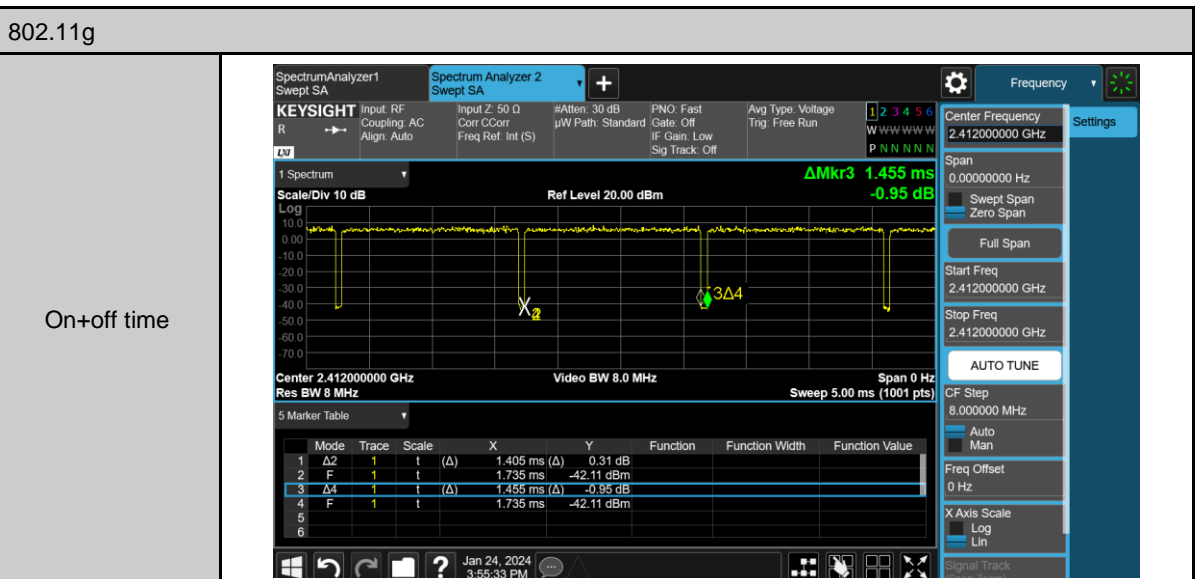 802.11g
On+off time
SpectrumAnalyzer1
Swept SA
Spectrum Analyzer 2
Swept SA
Frequency
KEYSIGHT
R
LXI
Input: RF
Coupling: AC
Align: Auto
Input Z: 50 Ω
Corr CCorr
Freq Ref: Int (S)
#Atten: 30 dB
µW Path: Standard
PNO: Fast
Gate: Off
IF Gain: Low
Sig Track: Off
Avg Type: Voltage
Trig: Free Run
1 2 3 4 5 6
W W W W W W
P N N N N N
1 Spectrum
Scale/Div 10 dB
Ref Level 20.00 dBm
ΔMkr3 1.455 ms
-0.95 dB
Log
10.0
0.00
-10.0
-20.0
-30.0
-40.0
-50.0
-60.0
-70.0
3Δ4
Center 2.412000000 GHz
Video BW 8.0 MHz
Span 0 Hz
Res BW 8 MHz
Sweep 5.00 ms (1001 pts)
5 Marker Table
Mode Trace Scale X Y Function Function Width Function Value
1 Δ2 1 t (Δ) 1.405 ms (Δ) 0.31 dB
2 F 1 t 1.735 ms -42.11 dBm
3 Δ4 1 t (Δ) 1.455 ms (Δ) -0.95 dB
4 F 1 t 1.735 ms -42.11 dBm
5
6
Jan 24, 2024
3:55:33 PM
Center Frequency
2.412000000 GHz
Settings
Span
0.00000000 Hz
Swept Span
Zero Span
Full Span
Start Freq
2.412000000 GHz
Stop Freq
2.412000000 GHz
AUTO TUNE
CF Step
8.000000 MHz
Auto
Man
Freq Offset
0 Hz
X Axis Scale
Log
Lin
Signal Track